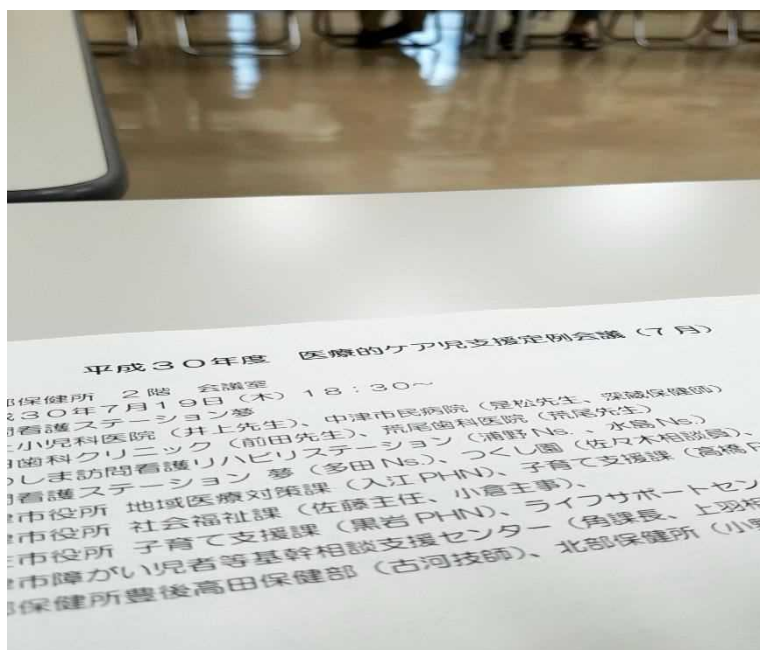 平成30年度　医療的ケア児支援定例会議（7月）
部保健所　2階　会議室
30年7月19日（木）18：30～
問看護ステーション夢
小児科医院（井上先生）、中津市民病院（是松先生、深蔵保健師）
歯科クリニック（前田先生）、荒尾歯科医院（荒尾先生）
しま訪問看護リハビリステーション（浦野Ns.、水島Ns.）
看護ステーション 夢（多田Ns.）、つくし園（佐々木相談員）、
市役所 地域医療対策課（入江PHN）、子育て支援課（高橋
市役所 社会福祉課（佐藤主任、小倉主事）、
市役所 子育て支援課（黒岩PHN）、ライフサポートセン
市障がい児者等基幹相談支援センター（角課長、上羽
部保健所豊後高田保健部（古河技師）、北部保健所（小